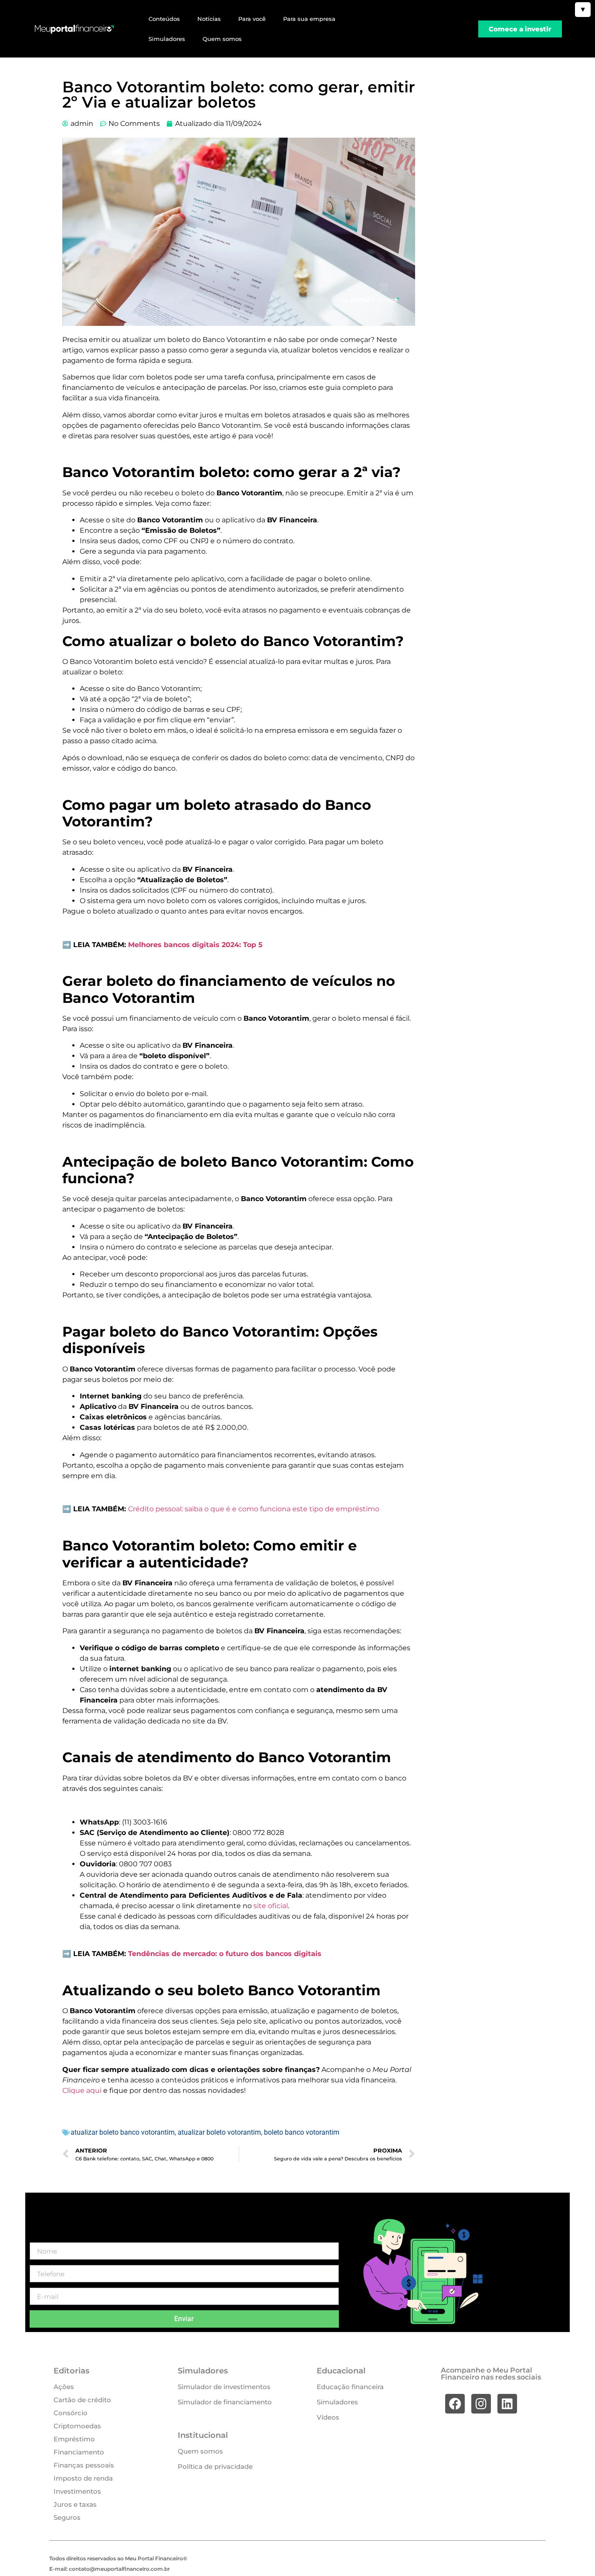 Conteúdos
Notícias
Para você
Para sua empresa
Simuladores
Quem somos
Meuportalfinanceiro
Comece a investir
▼
Banco Votorantim boleto: como gerar, emitir
2º Via e atualizar boletos
admin
No Comments
Atualizado dia 11/09/2024
SHOP NO
SOCIAL
Precisa emitir ou atualizar um boleto do Banco Votorantim e não sabe por onde começar? Neste
artigo, vamos explicar passo a passo como gerar a segunda via, atualizar boletos vencidos e realizar o
pagamento de forma rápida e segura.
Sabemos que lidar com boletos pode ser uma tarefa confusa, principalmente em casos de
financiamento de veículos e antecipação de parcelas. Por isso, criamos este guia completo para
facilitar a sua vida financeira.
Além disso, vamos abordar como evitar juros e multas em boletos atrasados e quais são as melhores
opções de pagamento oferecidas pelo Banco Votorantim. Se você está buscando informações claras
e diretas para resolver suas questões, este artigo é para você!
Banco Votorantim boleto: como gerar a 2ª via?
Se você perdeu ou não recebeu o boleto do Banco Votorantim, não se preocupe. Emitir a 2ª via é um
processo rápido e simples. Veja como fazer:
• Acesse o site do Banco Votorantim ou o aplicativo da BV Financeira.
• Encontre a seção “Emissão de Boletos”.
• Insira seus dados, como CPF ou CNPJ e o número do contrato.
• Gere a segunda via para pagamento.
Além disso, você pode:
• Emitir a 2ª via diretamente pelo aplicativo, com a facilidade de pagar o boleto online.
• Solicitar a 2ª via em agências ou pontos de atendimento autorizados, se preferir atendimento
presencial.
Portanto, ao emitir a 2ª via do seu boleto, você evita atrasos no pagamento e eventuais cobranças de
juros.
Como atualizar o boleto do Banco Votorantim?
O Banco Votorantim boleto está vencido? É essencial atualizá-lo para evitar multas e juros. Para
atualizar o boleto:
• Acesse o site do Banco Votorantim;
• Vá até a opção “2ª via de boleto”;
• Insira o número do código de barras e seu CPF;
• Faça a validação e por fim clique em “enviar”.
Se você não tiver o boleto em mãos, o ideal é solicitá-lo na empresa emissora e em seguida fazer o
passo a passo citado acima.
Após o download, não se esqueça de conferir os dados do boleto como: data de vencimento, CNPJ do
emissor, valor e código do banco.
Como pagar um boleto atrasado do Banco
Votorantim?
Se o seu boleto venceu, você pode atualizá-lo e pagar o valor corrigido. Para pagar um boleto
atrasado:
• Acesse o site ou aplicativo da BV Financeira.
• Escolha a opção “Atualização de Boletos”.
• Insira os dados solicitados (CPF ou número do contrato).
• O sistema gera um novo boleto com os valores corrigidos, incluindo multas e juros.
Pague o boleto atualizado o quanto antes para evitar novos encargos.
➡️ LEIA TAMBÉM: Melhores bancos digitais 2024: Top 5
Gerar boleto do financiamento de veículos no
Banco Votorantim
Se você possui um financiamento de veículo com o Banco Votorantim, gerar o boleto mensal é fácil.
Para isso:
• Acesse o site ou aplicativo da BV Financeira.
• Vá para a área de “boleto disponível”.
• Insira os dados do contrato e gere o boleto.
Você também pode:
• Solicitar o envio do boleto por e-mail.
• Optar pelo débito automático, garantindo que o pagamento seja feito sem atraso.
Manter os pagamentos do financiamento em dia evita multas e garante que o veículo não corra
riscos de inadimplência.
Antecipação de boleto Banco Votorantim: Como
funciona?
Se você deseja quitar parcelas antecipadamente, o Banco Votorantim oferece essa opção. Para
antecipar o pagamento de boletos:
• Acesse o site ou aplicativo da BV Financeira.
• Vá para a seção de “Antecipação de Boletos”.
• Insira o número do contrato e selecione as parcelas que deseja antecipar.
Ao antecipar, você pode:
• Receber um desconto proporcional aos juros das parcelas futuras.
• Reduzir o tempo do seu financiamento e economizar no valor total.
Portanto, se tiver condições, a antecipação de boletos pode ser uma estratégia vantajosa.
Pagar boleto do Banco Votorantim: Opções
disponíveis
O Banco Votorantim oferece diversas formas de pagamento para facilitar o processo. Você pode
pagar seus boletos por meio de:
• Internet banking do seu banco de preferência.
• Aplicativo da BV Financeira ou de outros bancos.
• Caixas eletrônicos e agências bancárias.
• Casas lotéricas para boletos de até R$ 2.000,00.
Além disso:
• Agende o pagamento automático para financiamentos recorrentes, evitando atrasos.
Portanto, escolha a opção de pagamento mais conveniente para garantir que suas contas estejam
sempre em dia.
➡️ LEIA TAMBÉM: Crédito pessoal: saiba o que é e como funciona este tipo de empréstimo
Banco Votorantim boleto: Como emitir e
verificar a autenticidade?
Embora o site da BV Financeira não ofereça uma ferramenta de validação de boletos, é possível
verificar a autenticidade diretamente no seu banco ou por meio do aplicativo de pagamentos que
você utiliza. Ao pagar um boleto, os bancos geralmente verificam automaticamente o código de
barras para garantir que ele seja autêntico e esteja registrado corretamente.
Para garantir a segurança no pagamento de boletos da BV Financeira, siga estas recomendações:
• Verifique o código de barras completo e certifique-se de que ele corresponde às informações
da sua fatura.
• Utilize o internet banking ou o aplicativo de seu banco para realizar o pagamento, pois eles
oferecem um nível adicional de segurança.
• Caso tenha dúvidas sobre a autenticidade, entre em contato com o atendimento da BV
Financeira para obter mais informações.
Dessa forma, você pode realizar seus pagamentos com confiança e segurança, mesmo sem uma
ferramenta de validação dedicada no site da BV.
Canais de atendimento do Banco Votorantim
Para tirar dúvidas sobre boletos da BV e obter diversas informações, entre em contato com o banco
através dos seguintes canais:
• WhatsApp: (11) 3003-1616
• SAC (Serviço de Atendimento ao Cliente): 0800 772 8028
Esse número é voltado para atendimento geral, como dúvidas, reclamações ou cancelamentos.
O serviço está disponível 24 horas por dia, todos os dias da semana.
• Ouvidoria: 0800 707 0083
A ouvidoria deve ser acionada quando outros canais de atendimento não resolverem sua
solicitação. O horário de atendimento é de segunda a sexta-feira, das 9h às 18h, exceto feriados.
• Central de Atendimento para Deficientes Auditivos e de Fala: atendimento por vídeo
chamada, é preciso acessar o link diretamente no site oficial.
Esse canal é dedicado às pessoas com dificuldades auditivas ou de fala, disponível 24 horas por
dia, todos os dias da semana.
➡️ LEIA TAMBÉM: Tendências de mercado: o futuro dos bancos digitais
Atualizando o seu boleto Banco Votorantim
O Banco Votorantim oferece diversas opções para emissão, atualização e pagamento de boletos,
facilitando a vida financeira dos seus clientes. Seja pelo site, aplicativo ou pontos autorizados, você
pode garantir que seus boletos estejam sempre em dia, evitando multas e juros desnecessários.
Além disso, optar pela antecipação de parcelas e seguir as orientações de segurança para
pagamentos ajuda a economizar e manter suas finanças organizadas.
Quer ficar sempre atualizado com dicas e orientações sobre finanças? Acompanhe o Meu Portal
Financeiro e tenha acesso a conteúdos práticos e informativos para melhorar sua vida financeira.
Clique aqui e fique por dentro das nossas novidades!
atualizar boleto banco votorantim, atualizar boleto votorantim, boleto banco votorantim
ANTERIOR
C6 Bank telefone: contato, SAC, Chat, WhatsApp e 0800
PROXIMA
Seguro de vida vale a pena? Descubra os benefícios
Nome
Telefone
E-mail
Enviar
Editorias
Ações
Cartão de crédito
Consórcio
Criptomoedas
Empréstimo
Financiamento
Finanças pessoais
Imposto de renda
Investimentos
Juros e taxas
Seguros
Simuladores
Simulador de investimentos
Simulador de financiamento
Institucional
Quem somos
Política de privacidade
Educacional
Educação financeira
Simuladores
Vídeos
Acompanhe o Meu Portal
Financeiro nas redes sociais
Todos direitos reservados ao Meu Portal Financeiro®
E-mail: contato@meuportalfinanceiro.com.br